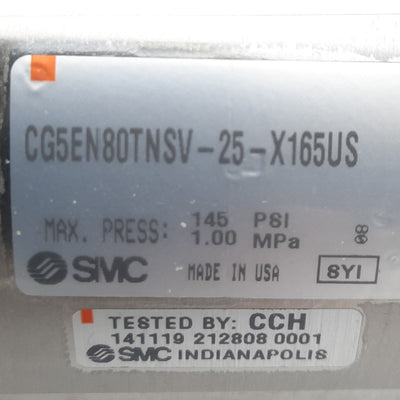 CG5EN80TNSV-25-X165US
MAX. PRESS: 145 PSI
1.00 MPa
SMC MADE IN USA SYI
TESTED BY: CCH
141119 212808 0001
SMC INDIANAPOLIS